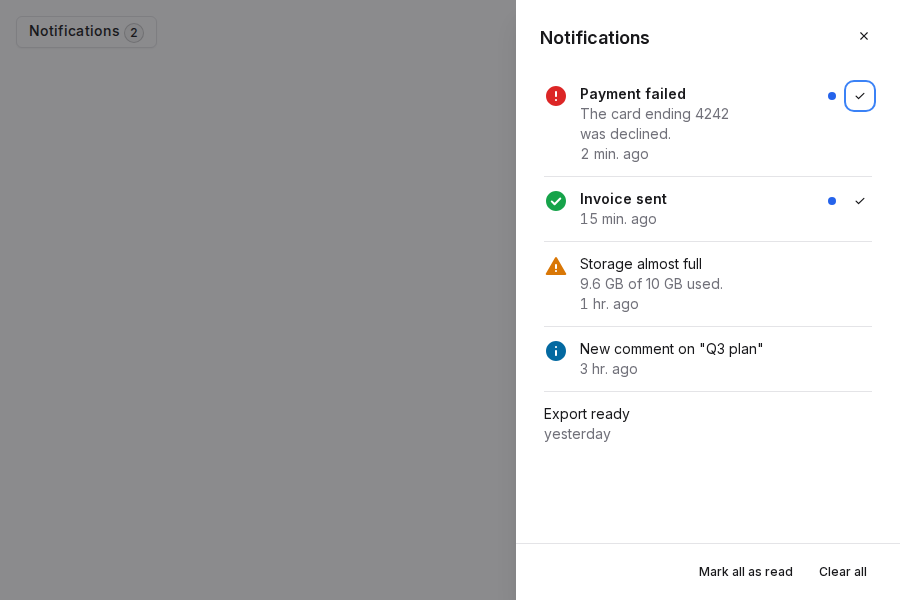 Notifications 2
Notifications
Payment failed
The card ending 4242
was declined.
2 min. ago
Invoice sent
15 min. ago
Storage almost full
9.6 GB of 10 GB used.
1 hr. ago
New comment on "Q3 plan"
3 hr. ago
Export ready
yesterday
Mark all as read
Clear all